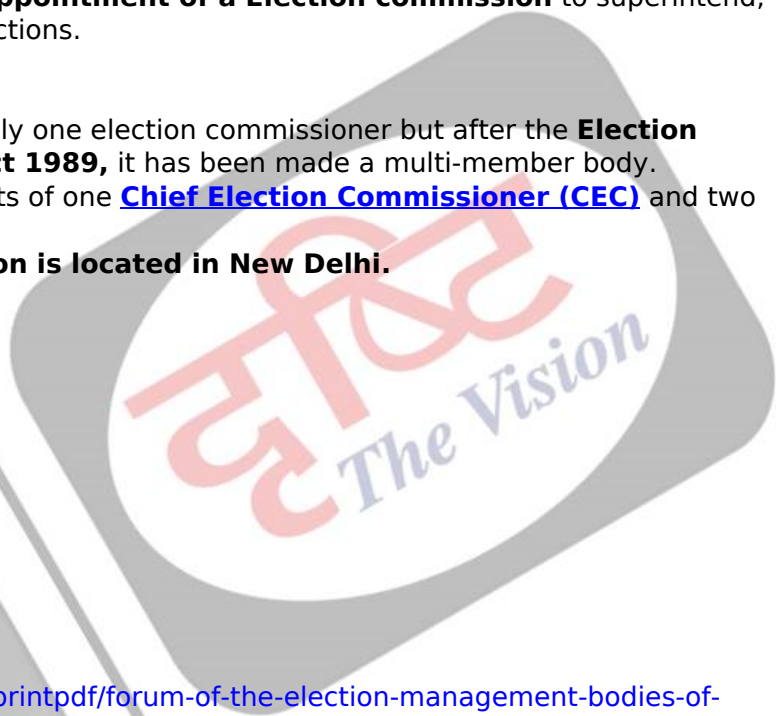 ppointment of a Election commission to superintend,
ctions.
ly one election commissioner but after the Election
ct 1989, it has been made a multi-member body.
ts of one Chief Election Commissioner (CEC) and two
on is located in New Delhi.
दृष्टि
The Vision
printpdf/forum-of-the-election-management-bodies-of-